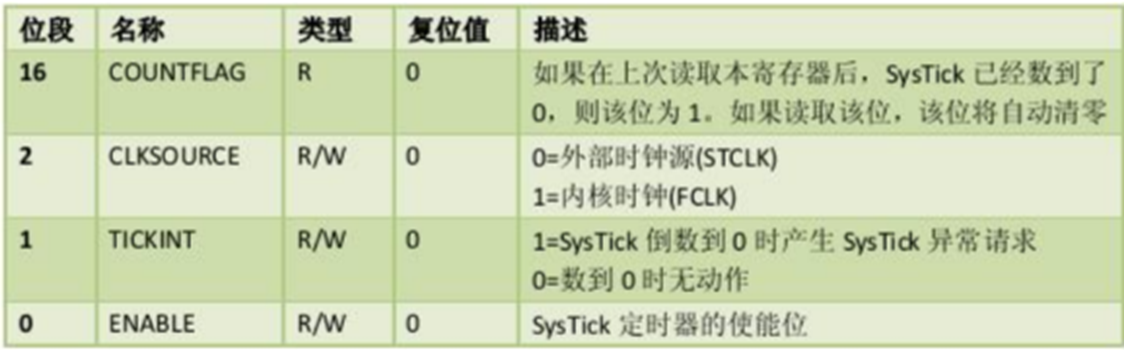 位段 名称 类型 复位值 描述
16 COUNTFLAG R 0 如果在上次读取本寄存器后，SysTick 已经数到了
0，则该位为 1。如果读取该位，该位将自动清零
2 CLKSOURCE R/W 0 0=外部时钟源(STCLK)
1=内核时钟(FCLK)
1 TICKINT R/W 0 1=SysTick 倒数到 0 时产生 SysTick 异常请求
0=数到 0 时无动作
0 ENABLE R/W 0 SysTick 定时器的使能位